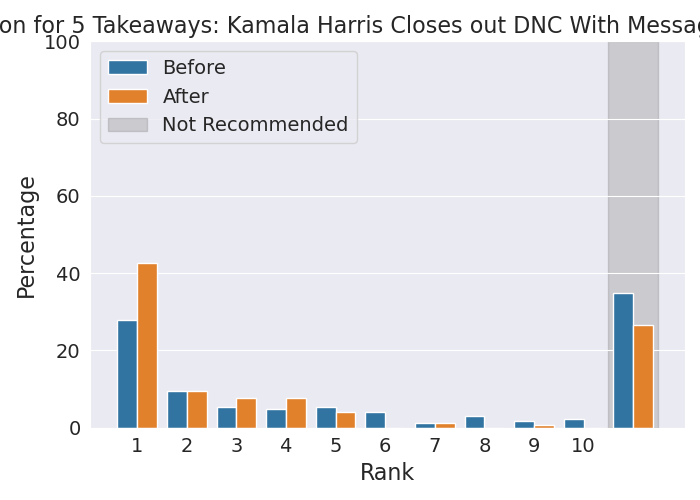 on for 5 Takeaways: Kamala Harris Closes out DNC With Messag
100
80
60
40
20
0
Percentage
Before
After
Not Recommended
1 2 3 4 5 6 7 8 9 10
Rank